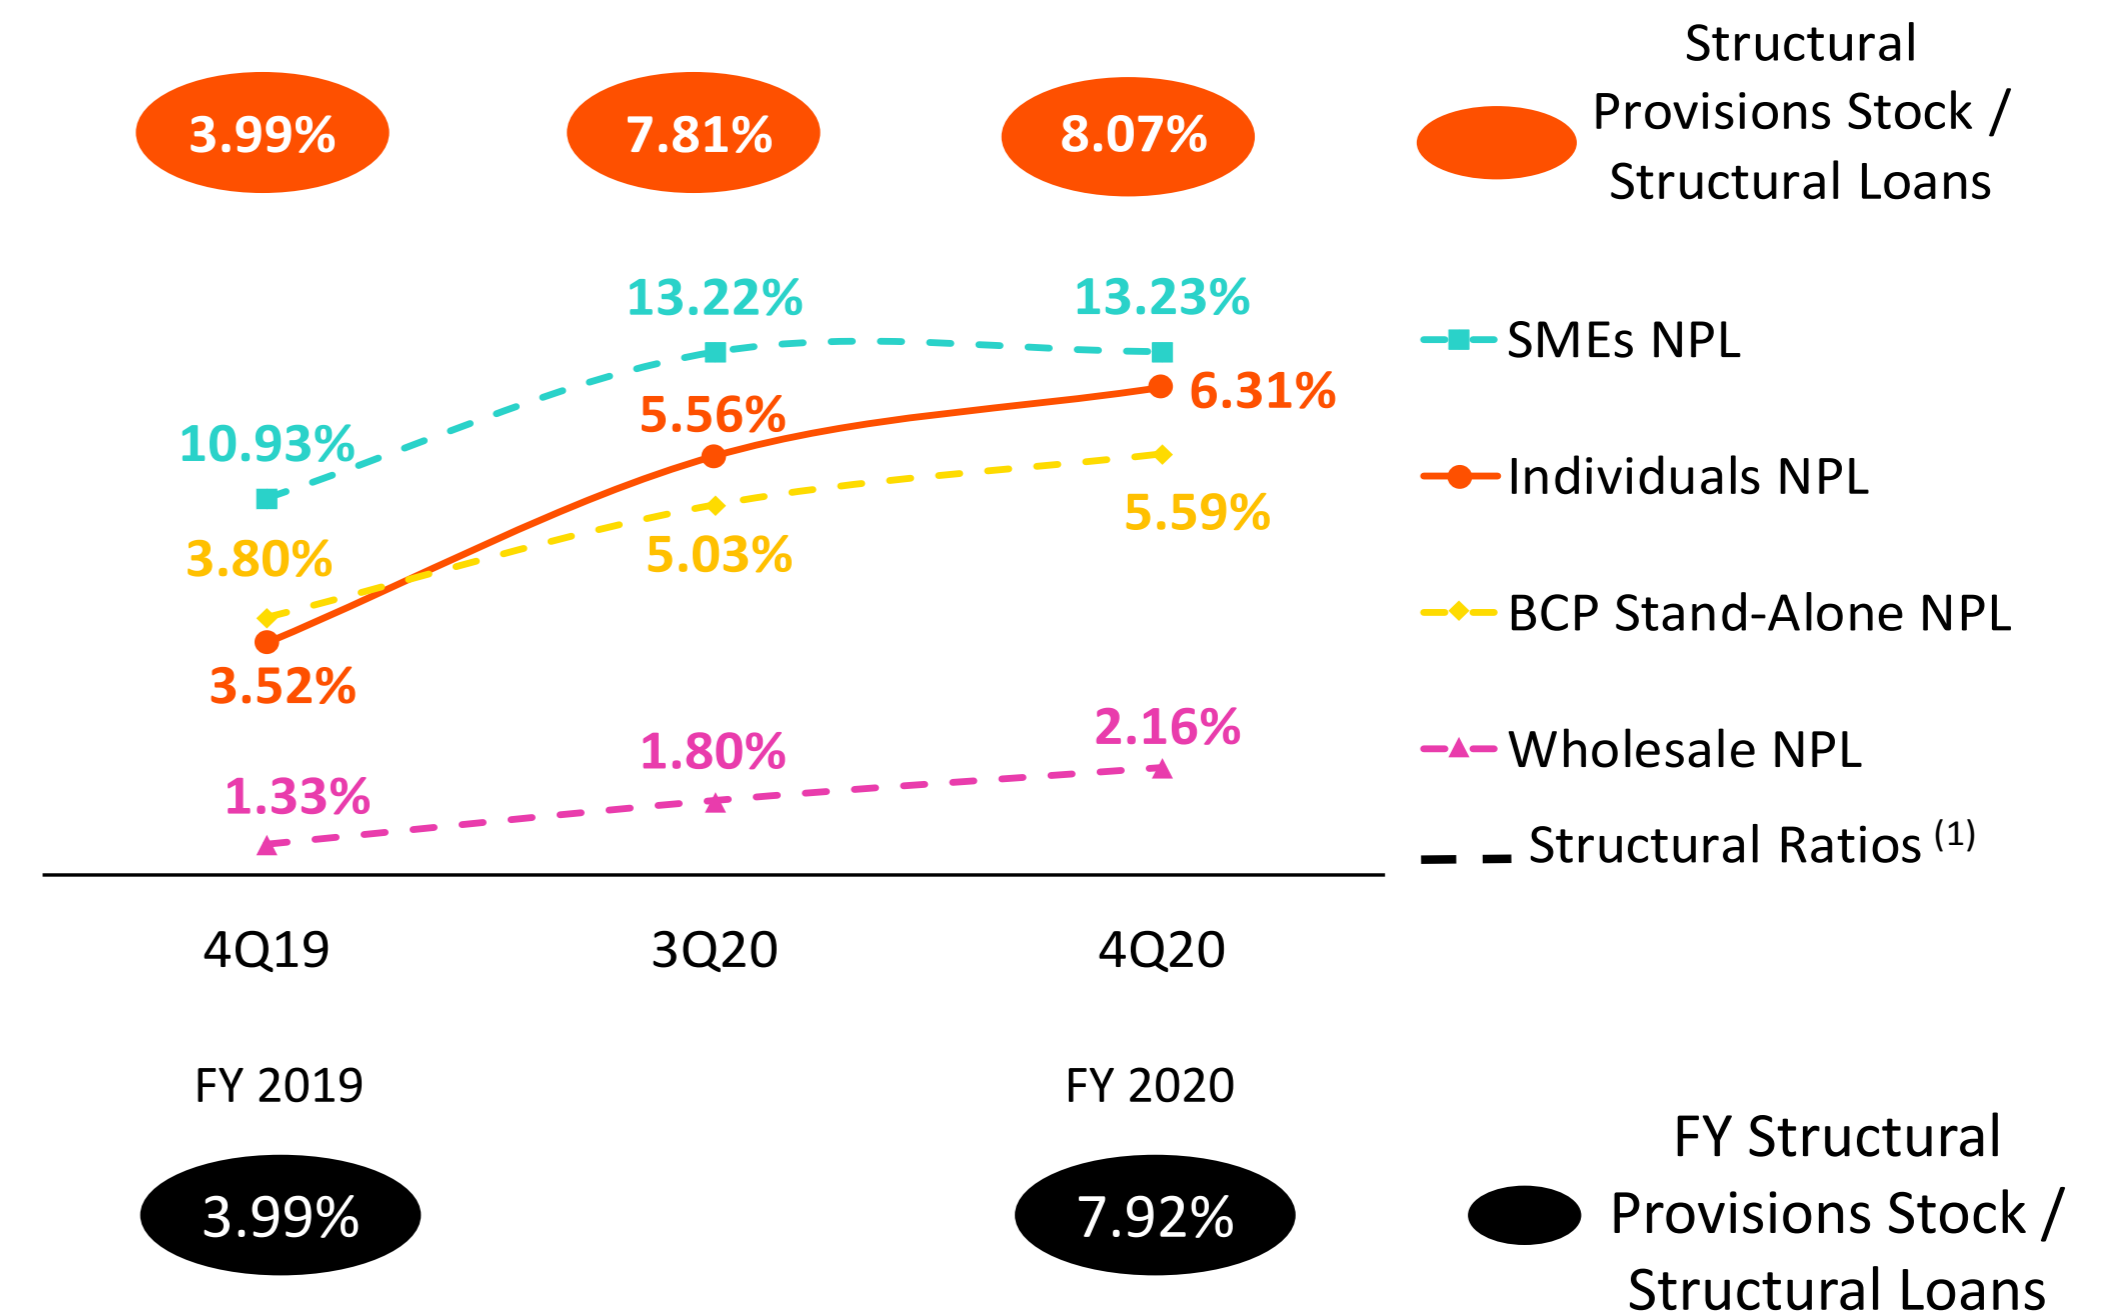 Structural
Provisions Stock /
Structural Loans
3.99%
7.81%
8.07%
13.22%
13.23%
SMEs NPL
10.93%
5.56%
6.31%
Individuals NPL
3.80%
5.03%
5.59%
BCP Stand-Alone NPL
3.52%
1.33%
1.80%
2.16%
Wholesale NPL
Structural Ratios (1)
4Q19
3Q20
4Q20
FY 2019
FY 2020
3.99%
7.92%
FY Structural
Provisions Stock /
Structural Loans